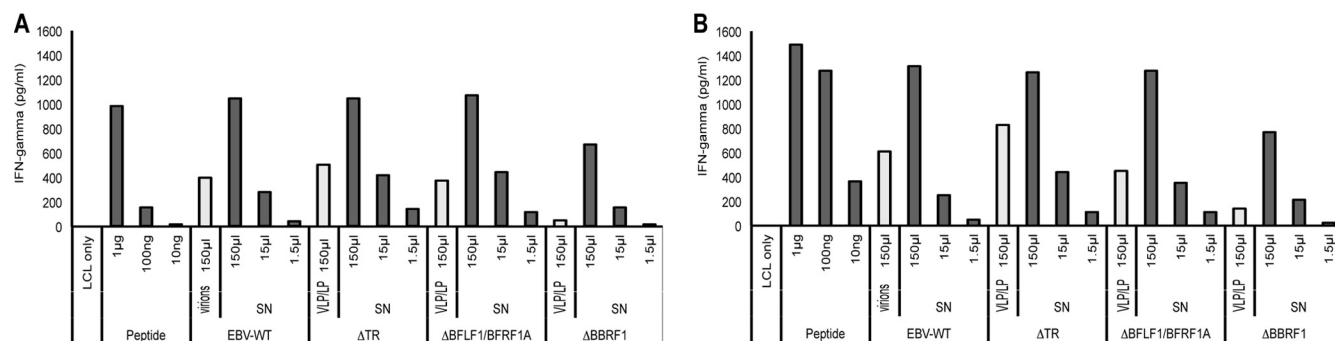 A
IFN-gamma (pg/ml)
1600
1400
1200
1000
800
600
400
200
0
LCL only
1µg
100ng
10ng
150µl
150µl
15µl
1.5µl
150µl
150µl
15µl
1.5µl
150µl
150µl
15µl
1.5µl
150µl
150µl
15µl
1.5µl
virions
SN
VLP/LP
SN
VLP/LP
SN
VLP/LP
SN
Peptide
EBV-WT
ΔTR
ΔBFLF1/BFRF1A
ΔBBRF1
B
IFN-gamma (pg/ml)
1600
1400
1200
1000
800
600
400
200
0
LCL only
1µg
100ng
10ng
150µl
150µl
15µl
1.5µl
150µl
150µl
15µl
1.5µl
150µl
150µl
15µl
1.5µl
150µl
150µl
15µl
1.5µl
virions
SN
VLP/LP
SN
VLP/LP
SN
VLP/LP
SN
Peptide
EBV-WT
ΔTR
ΔBFLF1/BFRF1A
ΔBBRF1